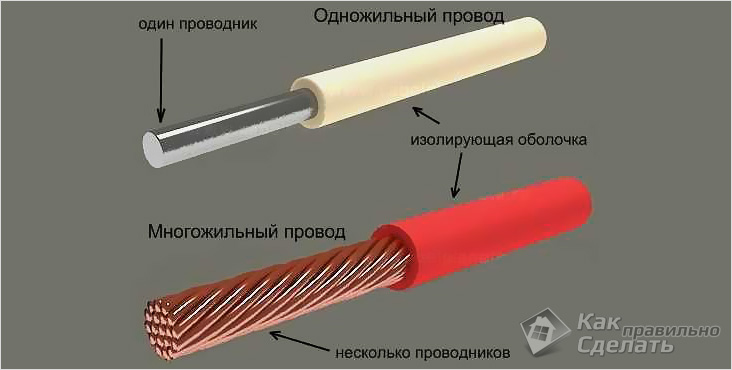 Одножильный провод
один проводник
изолирующая оболочка
Многожильный провод
несколько проводников
Как правильно
Сделать